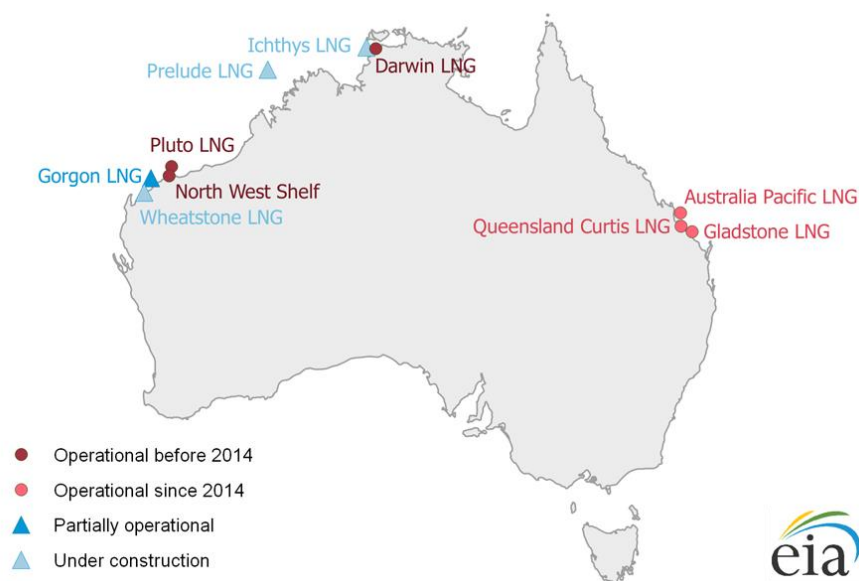 Ichthys LNG
Darwin LNG
Prelude LNG
Pluto LNG
Gorgon LNG
North West Shelf
Wheatstone LNG
Australia Pacific LNG
Queensland Curtis LNG
Gladstone LNG
Operational before 2014
Operational since 2014
Partially operational
Under construction
eia